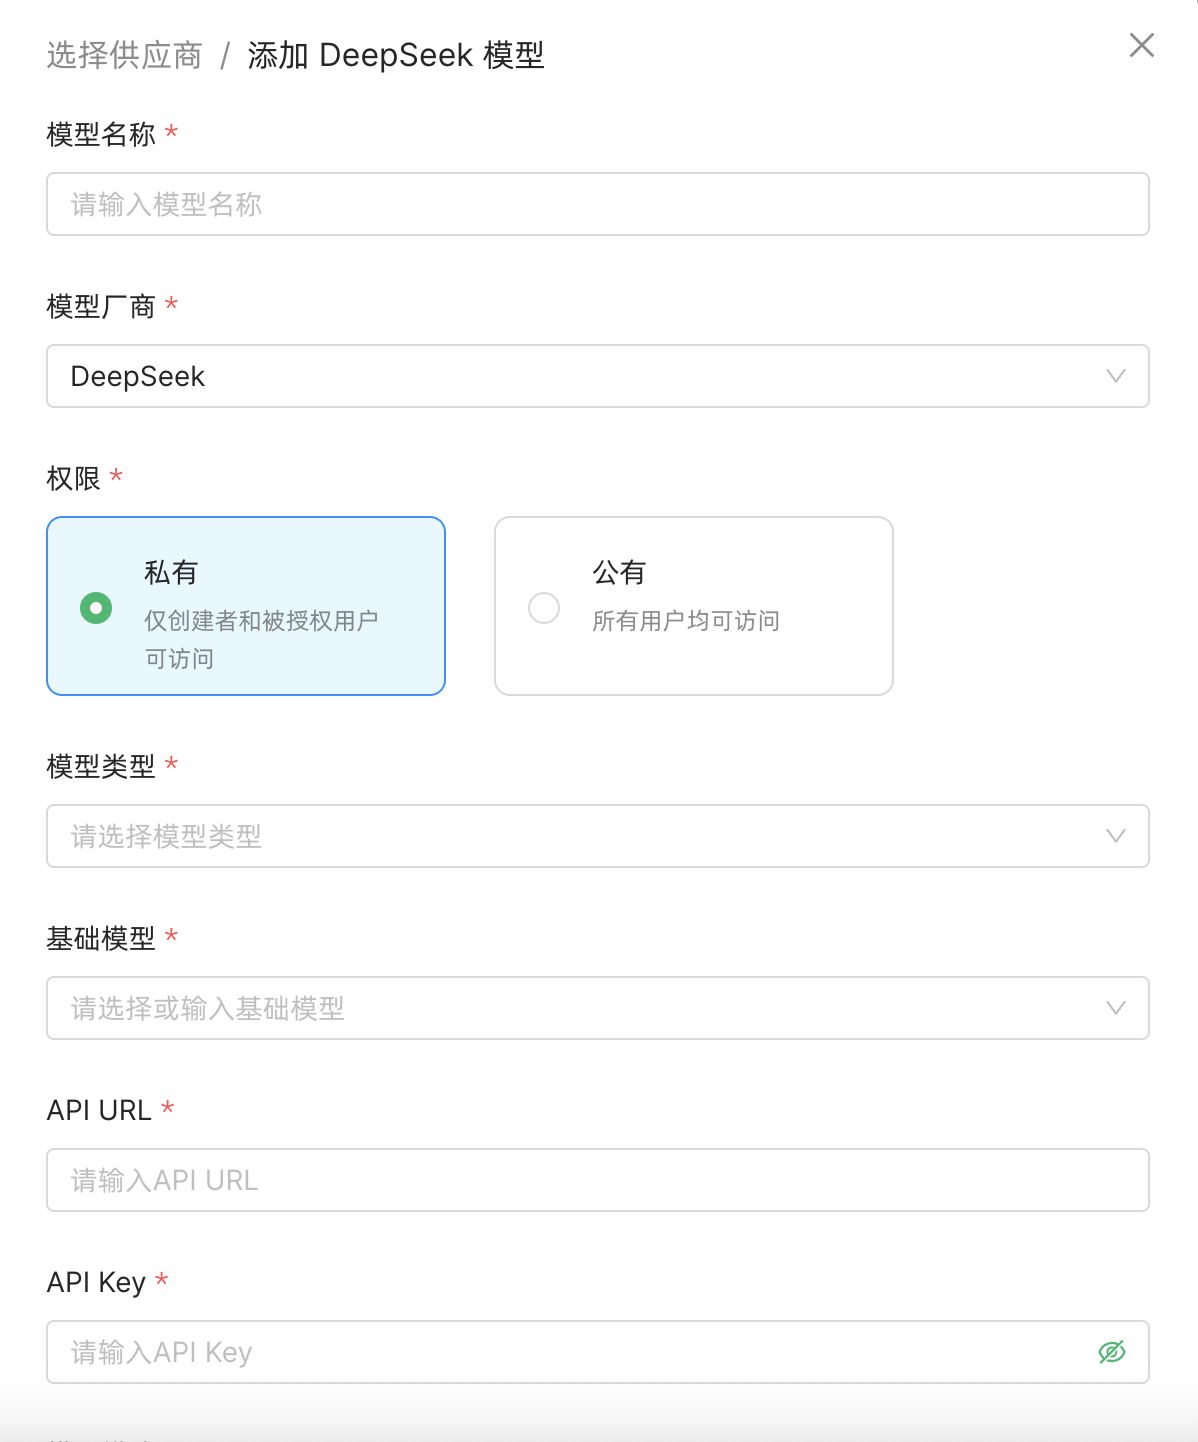 选择供应商 / 添加 DeepSeek 模型
模型名称 *
请输入模型名称
模型厂商 *
DeepSeek
权限 *
私有
仅创建者和被授权用户
可访问
公有
所有用户均可访问
模型类型 *
请选择模型类型
基础模型 *
请选择或输入基础模型
API URL *
请输入API URL
API Key *
请输入API Key